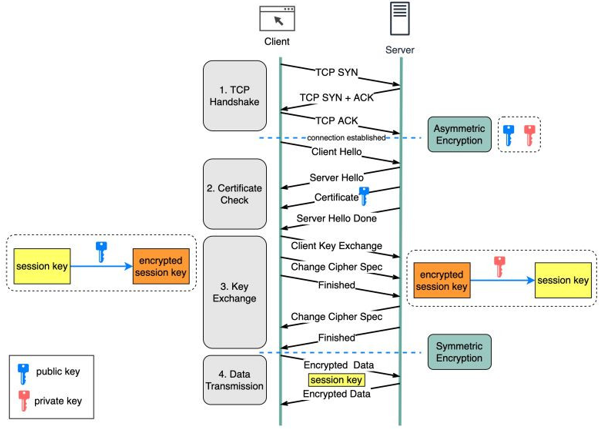 Client
Server
1. TCP
Handshake
TCP SYN
TCP SYN + ACK
TCP ACK
connection established
Asymmetric
Encryption
Client Hello
2. Certificate
Check
Server Hello
Certificate
Server Hello Done
session key
encrypted
session key
3. Key
Exchange
Client Key Exchange
Change Cipher Spec
Finished
Change Cipher Spec
Finished
encrypted
session key
session key
Symmetric
Encryption
4. Data
Transmission
Encrypted Data
session key
Encrypted Data
public key
private key